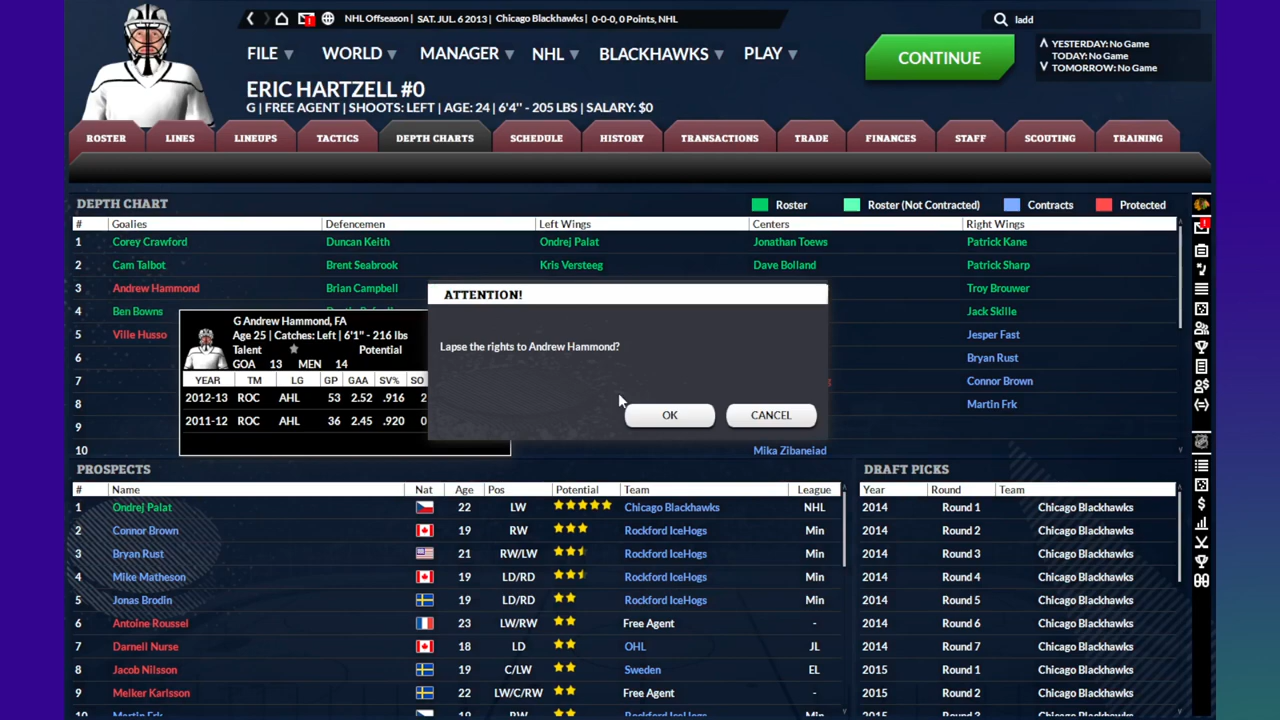 NHL Offseason | SAT. JUL. 6 2013 | Chicago Blackhawks | 0-0-0, 0 Points, NHL
ladd
FILE WORLD MANAGER NHL BLACKHAWKS PLAY
CONTINUE
YESTERDAY: No Game
TODAY: No Game
TOMORROW: No Game
ERIC HARTZELL #0
G | FREE AGENT | SHOOTS: LEFT | AGE: 24 | 6'4" - 205 LBS | SALARY: $0
ROSTER LINES LINEUPS TACTICS DEPTH CHARTS SCHEDULE HISTORY TRANSACTIONS TRADE FINANCES STAFF SCOUTING TRAINING
DEPTH CHART Roster Roster (Not Contracted) Contracts Protected
# Goalies Defencemen Left Wings Centers Right Wings
1 Corey Crawford Duncan Keith Ondrej Palat Jonathan Toews Patrick Kane
2 Cam Talbot Brent Seabrook Kris Versteeg Dave Bolland Patrick Sharp
3 Andrew Hammond Brian Campbell Troy Brouwer
4 Ben Bowns Jack Skille
5 Ville Husso Jesper Fast
6 Bryan Rust
7 Connor Brown
8 Martin Frk
9
10 Mika Zibanejad
G Andrew Hammond, FA
Age 25 | Catches: Left | 6'1" - 216 lbs
Talent Potential
GOA 13 MEN 14
YEAR TM LG GP GAA SV% SO
2012-13 ROC AHL 53 2.52 .916 2
2011-12 ROC AHL 36 2.45 .920 0
ATTENTION!
Lapse the rights to Andrew Hammond?
OK CANCEL
PROSPECTS
# Name Nat Age Pos Potential Team League
1 Ondrej Palat 22 LW Chicago Blackhawks NHL
2 Connor Brown 19 RW Rockford IceHogs Min
3 Bryan Rust 21 RW/LW Rockford IceHogs Min
4 Mike Matheson 19 LD/RD Rockford IceHogs Min
5 Jonas Brodin 19 LD/RD Rockford IceHogs Min
6 Antoine Roussel 23 LW/RW Free Agent -
7 Darnell Nurse 18 LD OHL JL
8 Jacob Nilsson 19 C/LW Sweden EL
9 Melker Karlsson 22 LW/C/RW Free Agent -
10 Martin Frk 19 RW Rockford IceHogs Min
DRAFT PICKS
Year Round Team
2014 Round 1 Chicago Blackhawks
2014 Round 2 Chicago Blackhawks
2014 Round 3 Chicago Blackhawks
2014 Round 4 Chicago Blackhawks
2014 Round 5 Chicago Blackhawks
2014 Round 6 Chicago Blackhawks
2014 Round 7 Chicago Blackhawks
2015 Round 1 Chicago Blackhawks
2015 Round 2 Chicago Blackhawks
2015 Round 3 Chicago Blackhawks